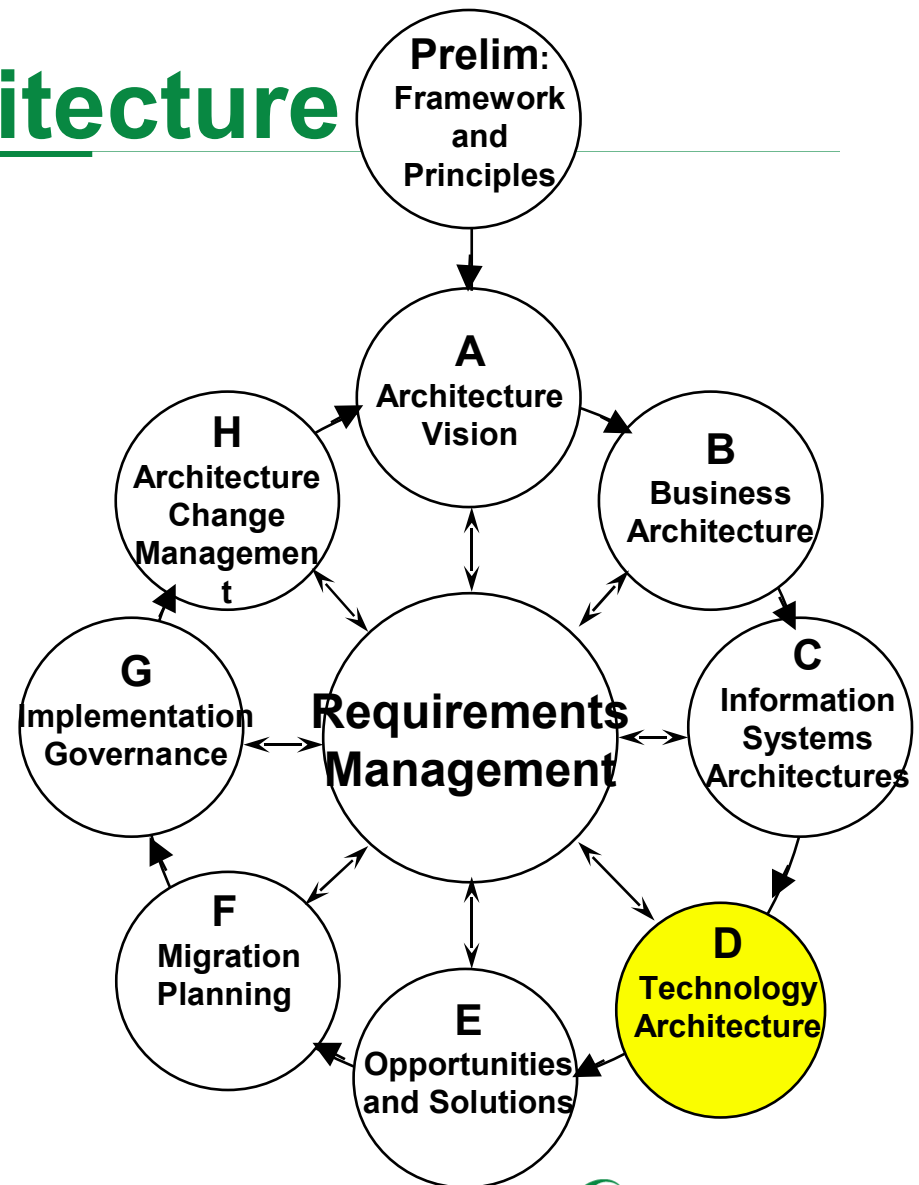 itecture
Prelim:
Framework
and
Principles
A
Architecture
Vision
H
Architecture
Change
Managemen
t
B
Business
Architecture
G
Implementation
Governance
Requirements
Management
C
Information
Systems
Architectures
F
Migration
Planning
E
Opportunities
and Solutions
D
Technology
Architecture